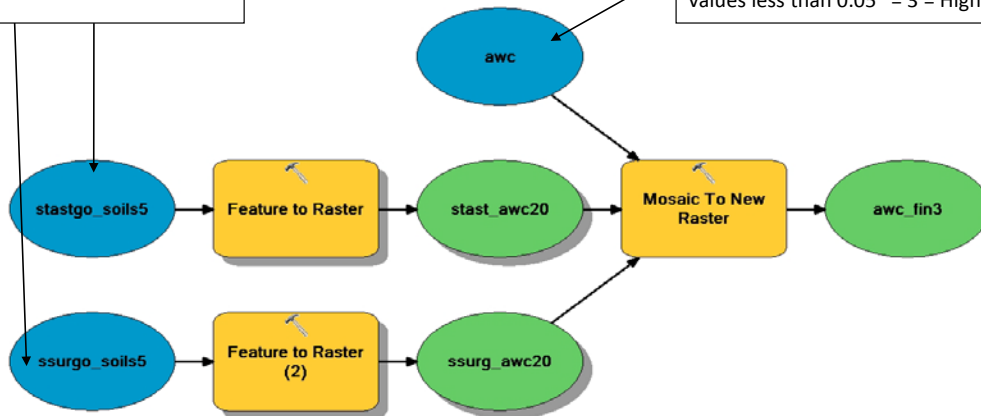 values less than 0.05" = 3 = High
awc
stastgo_soils5
Feature to Raster
stast_awc20
Mosaic To New
Raster
awc_fin3
ssurgo_soils5
Feature to Raster
(2)
ssurg_awc20